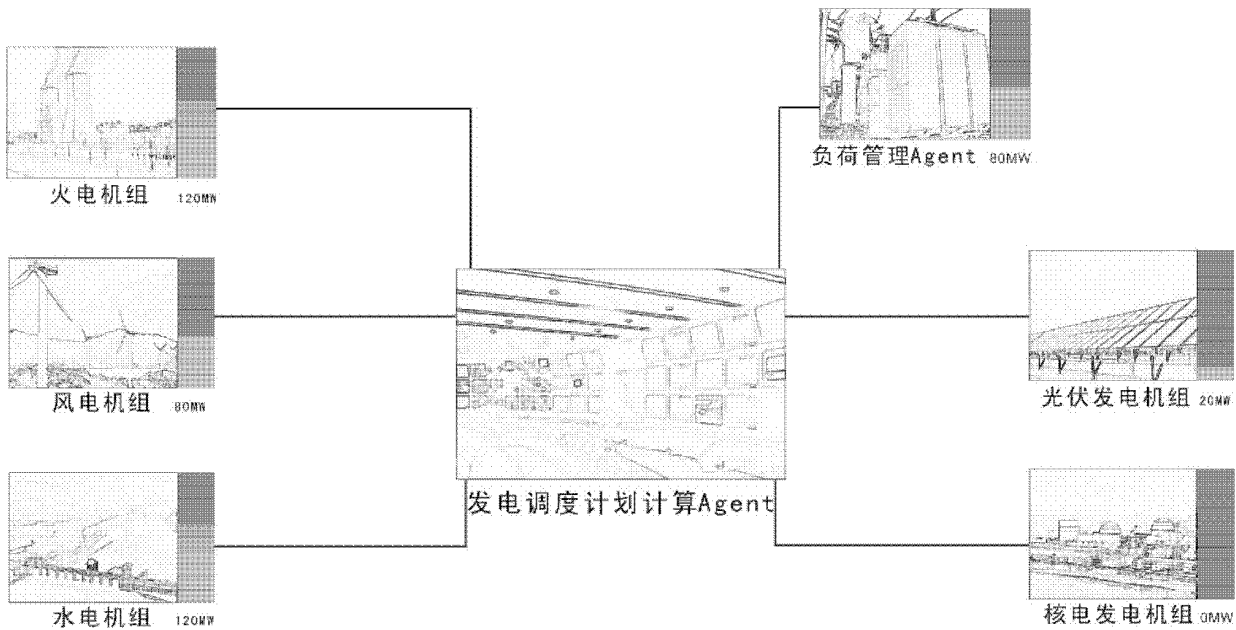 负荷管理Agent 80MW
火电机组 120MW
风电机组 80MW
光伏发电机组 20MW
发电调度计划计算Agent
水电机组 120MW
核电发电机组 0MW